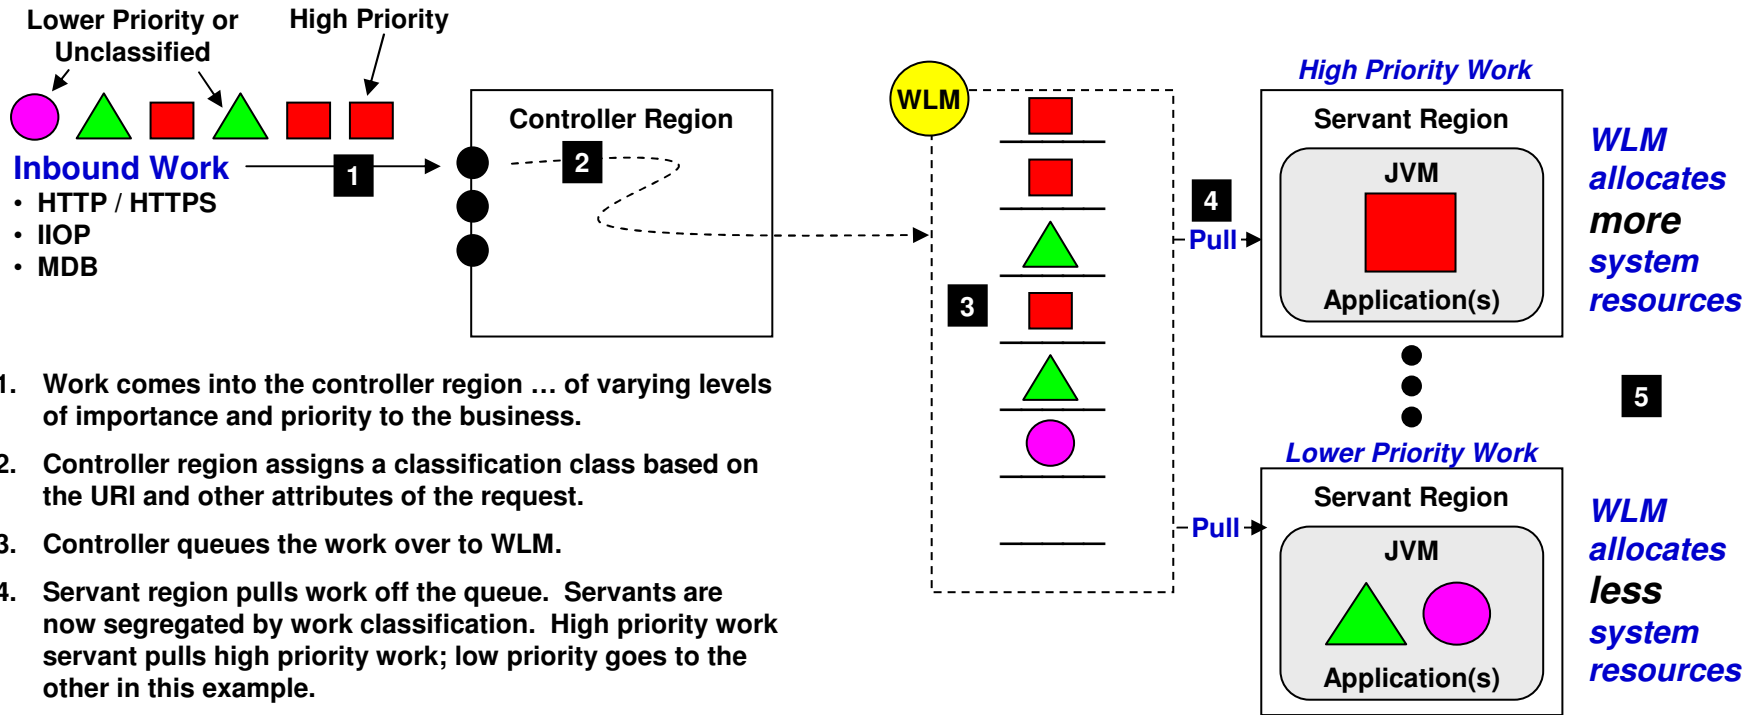 Lower Priority or
Unclassified
High Priority
Inbound Work
• HTTP / HTTPS
• IIOP
• MDB
1
Controller Region
2
WLM
3
4
Pull
High Priority Work
Servant Region
JVM
Application(s)
WLM
allocates
more
system
resources
5
Pull
Lower Priority Work
Servant Region
JVM
Application(s)
WLM
allocates
less
system
resources
1. Work comes into the controller region … of varying levels
of importance and priority to the business.
2. Controller region assigns a classification class based on
the URI and other attributes of the request.
3. Controller queues the work over to WLM.
4. Servant region pulls work off the queue. Servants are
now segregated by work classification. High priority work
servant pulls high priority work; low priority goes to the
other in this example.